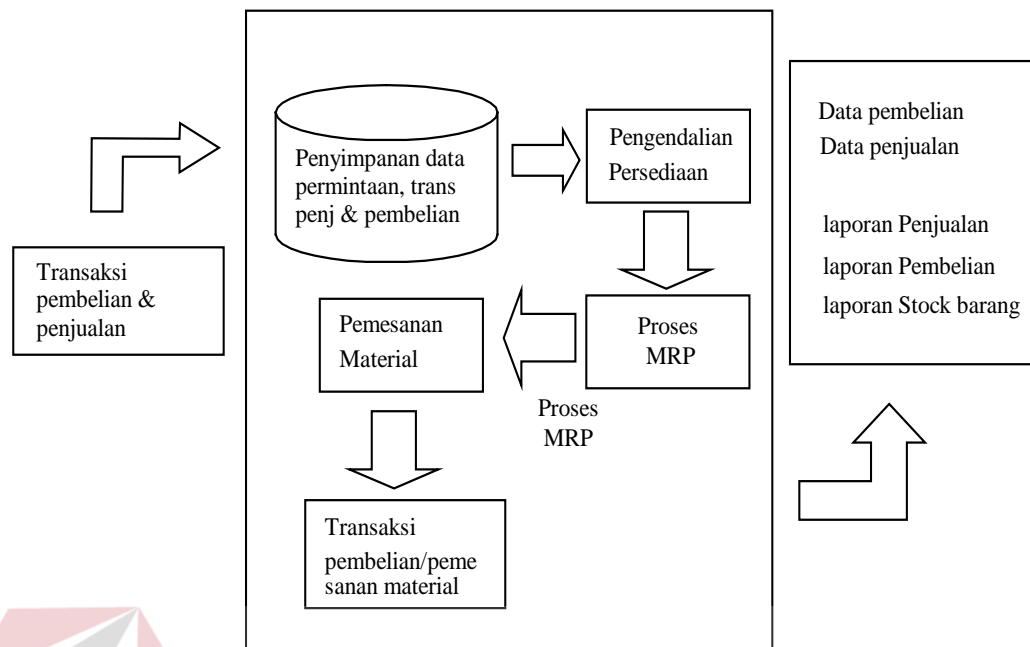 Transaksi
pembelian &
penjualan
Penyimpanan data
permintaan, trans
penj & pembelian
Pengendalian
Persediaan
Proses
MRP
Proses
MRP
Pemesanan
Material
Transaksi
pembelian/peme
sanan material
Data pembelian
Data penjualan
laporan Penjualan
laporan Pembelian
laporan Stock barang